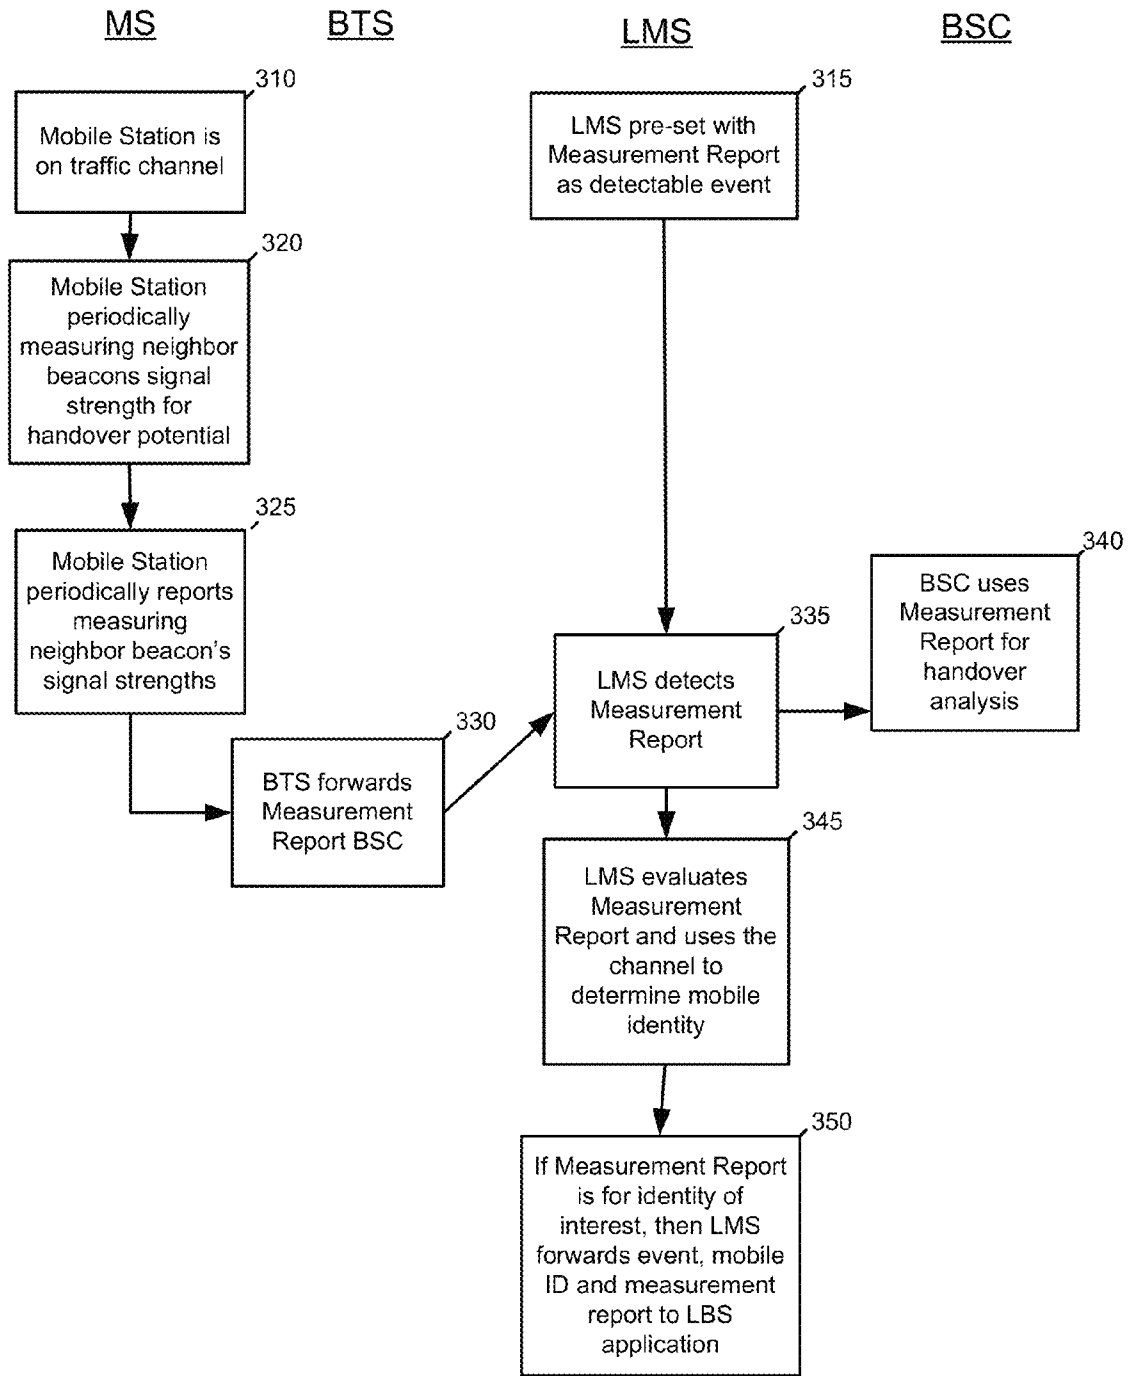 MS
BTS
LMS
BSC
310
Mobile Station is
on traffic channel
315
LMS pre-set with
Measurement Report
as detectable event
320
Mobile Station
periodically
measuring neighbor
beacons signal
strength for
handover potential
325
Mobile Station
periodically reports
measuring
neighbor beacon's
signal strengths
330
BTS forwards
Measurement
Report BSC
335
LMS detects
Measurement
Report
340
BSC uses
Measurement
Report for
handover
analysis
345
LMS evaluates
Measurement
Report and uses the
channel to
determine mobile
identity
350
If Measurement Report
is for identity of
interest, then LMS
forwards event, mobile
ID and measurement
report to LBS
application